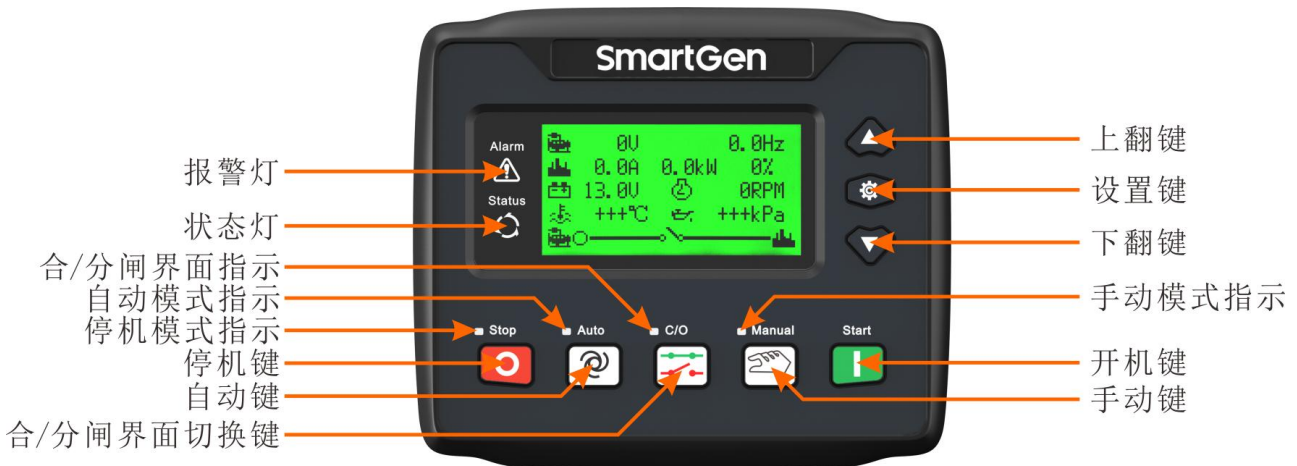 SmartGen
Alarm
Status
0V 0.0Hz
0.0A 0.0kW 0%
13.0V 0RPM
+++℃ +++kPa
Stop
Auto
C/O
Manual
Start
报警灯
状态灯
合/分闸界面指示
自动模式指示
停机模式指示
停机键
自动键
合/分闸界面切换键
上翻键
设置键
下翻键
手动模式指示
开机键
手动键